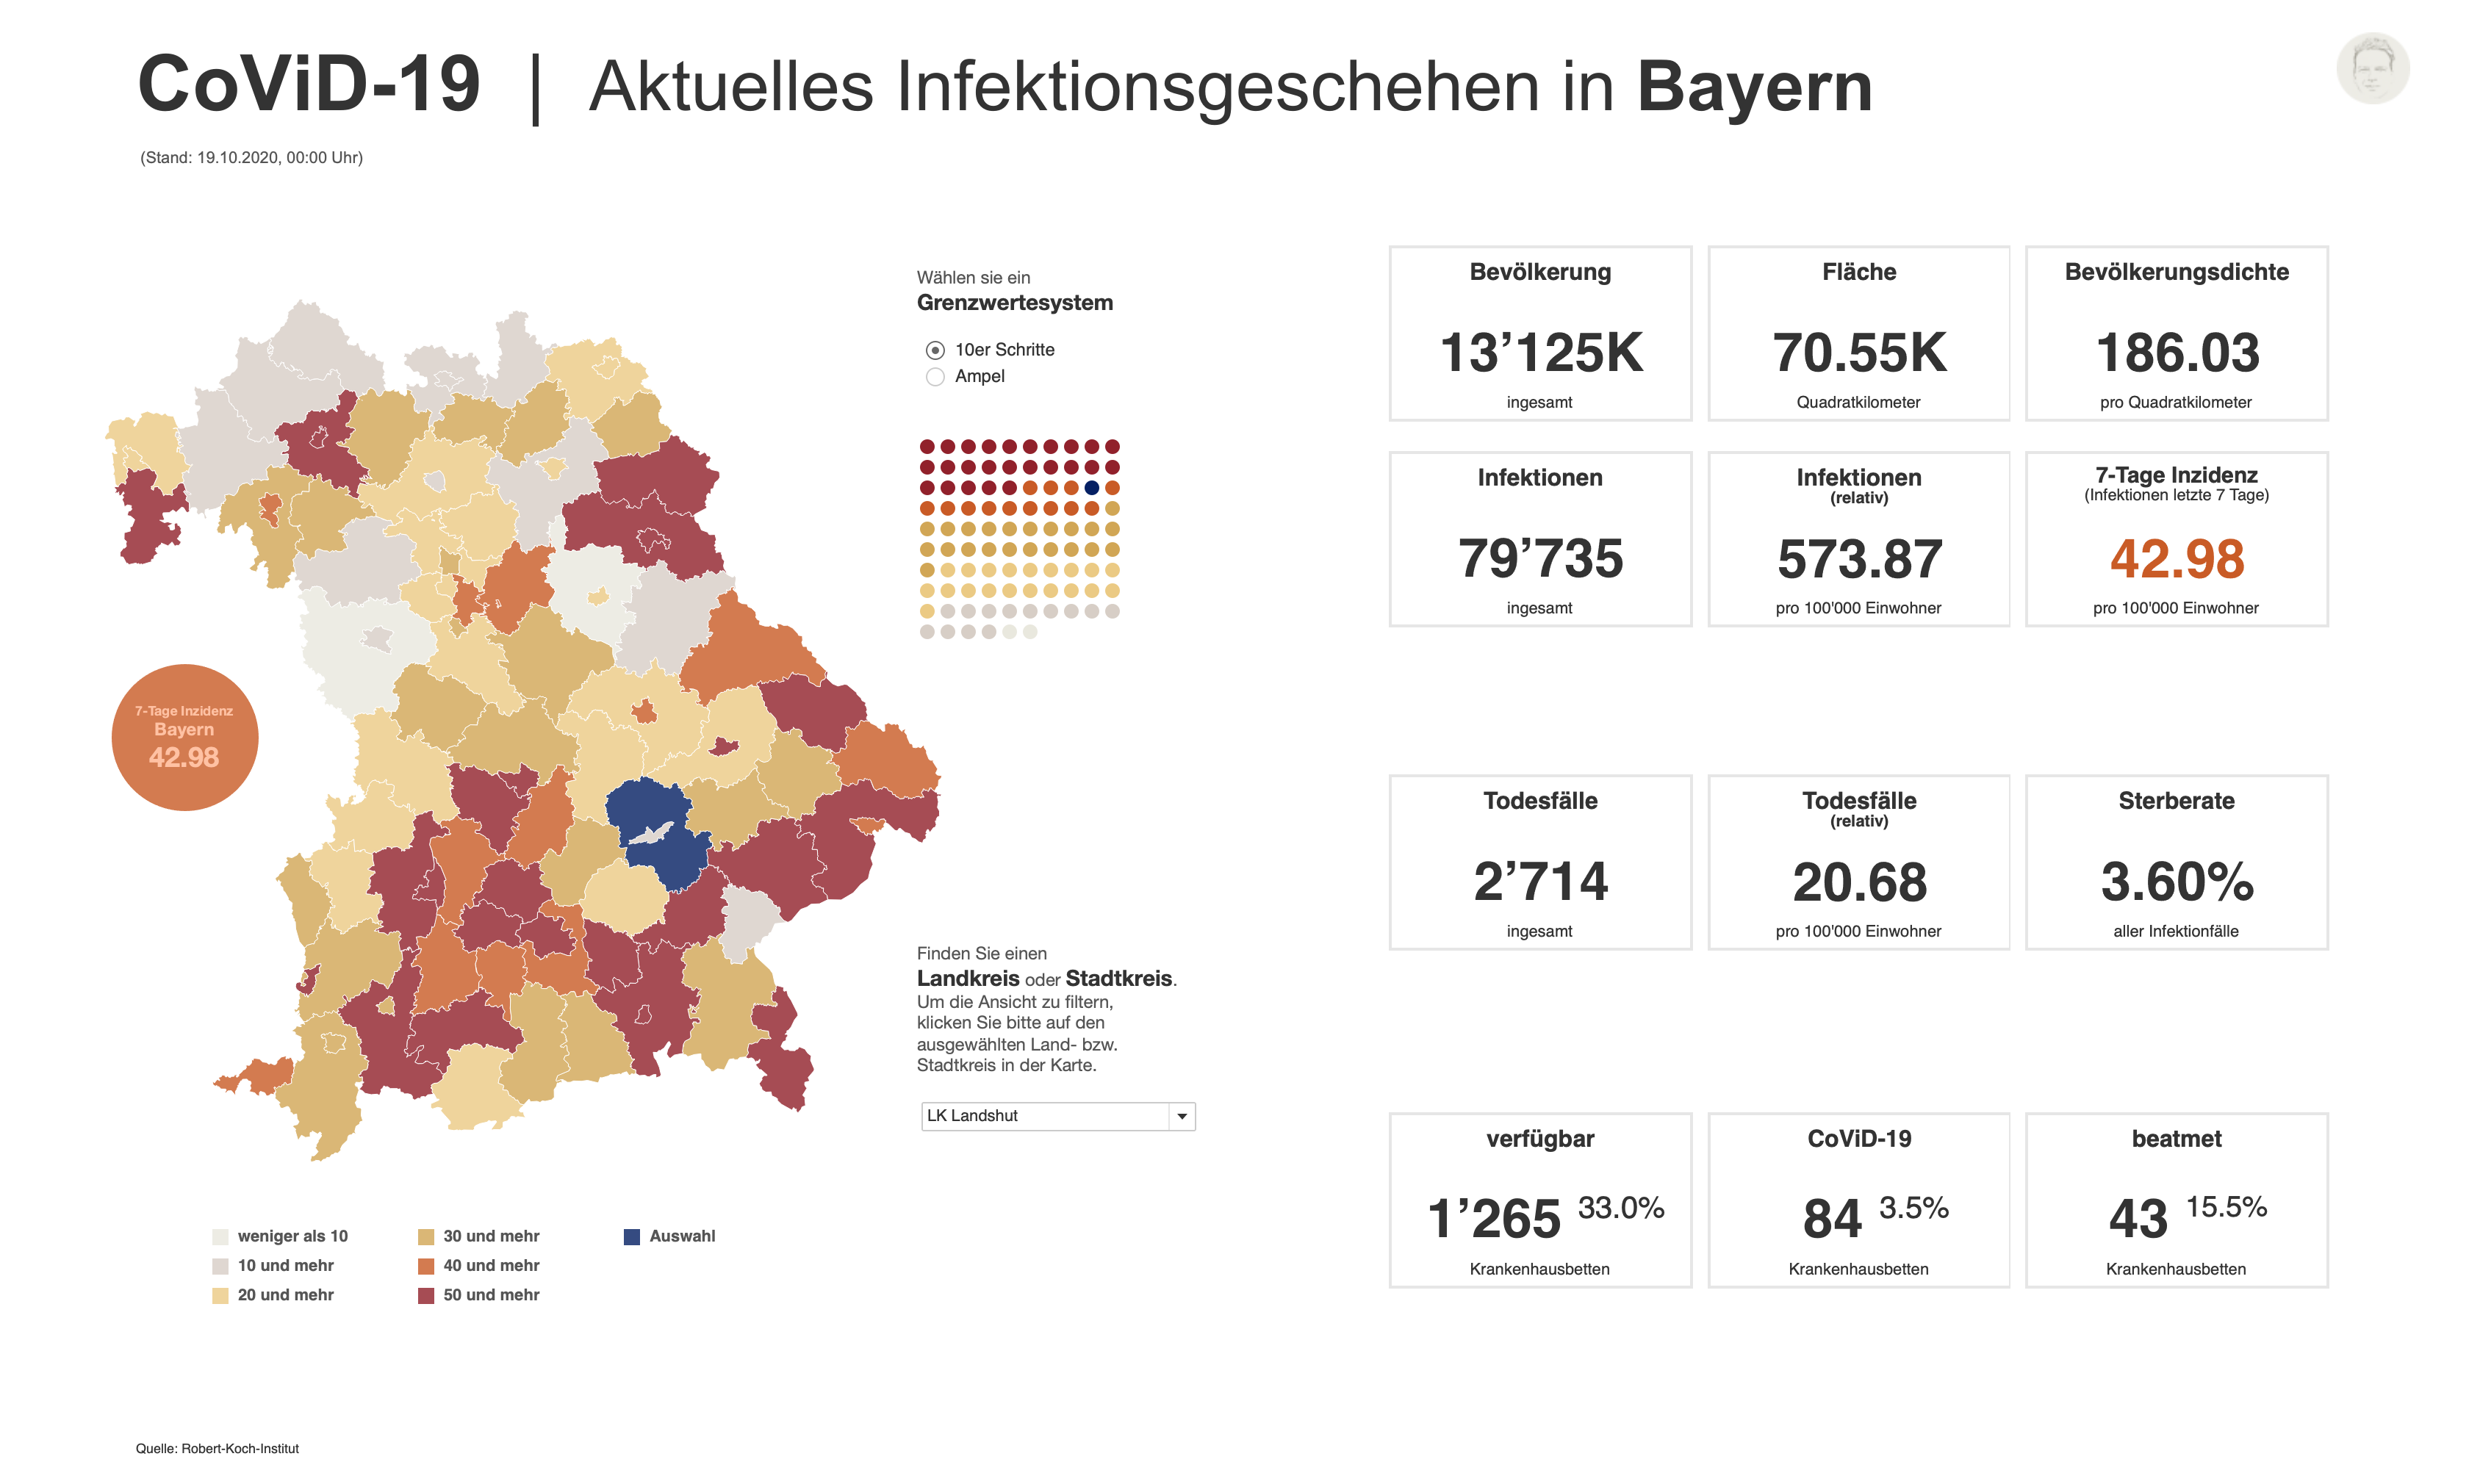 CoViD-19 | Aktuelles Infektionsgeschehen in Bayern
(Stand: 19.10.2020, 00:00 Uhr)
Wählen sie ein
Grenzwertesystem
10er Schritte
Ampel
7-Tage Inzidenz
Bayern
42.98
Finden Sie einen
Landkreis oder Stadtkreis.
Um die Ansicht zu filtern,
klicken Sie bitte auf den
ausgewählten Land- bzw.
Stadtkreis in der Karte.
LK Landshut
weniger als 10
10 und mehr
20 und mehr
30 und mehr
40 und mehr
50 und mehr
Auswahl
Bevölkerung
13’125K
ingesamt
Fläche
70.55K
Quadratkilometer
Bevölkerungsdichte
186.03
pro Quadratkilometer
Infektionen
79’735
ingesamt
Infektionen
(relativ)
573.87
pro 100'000 Einwohner
7-Tage Inzidenz
(Infektionen letzte 7 Tage)
42.98
pro 100'000 Einwohner
Todesfälle
2’714
ingesamt
Todesfälle
(relativ)
20.68
pro 100'000 Einwohner
Sterberate
3.60%
aller Infektionfälle
verfügbar
1’265 33.0%
Krankenhausbetten
CoViD-19
84 3.5%
Krankenhausbetten
beatmet
43 15.5%
Krankenhausbetten
Quelle: Robert-Koch-Institut